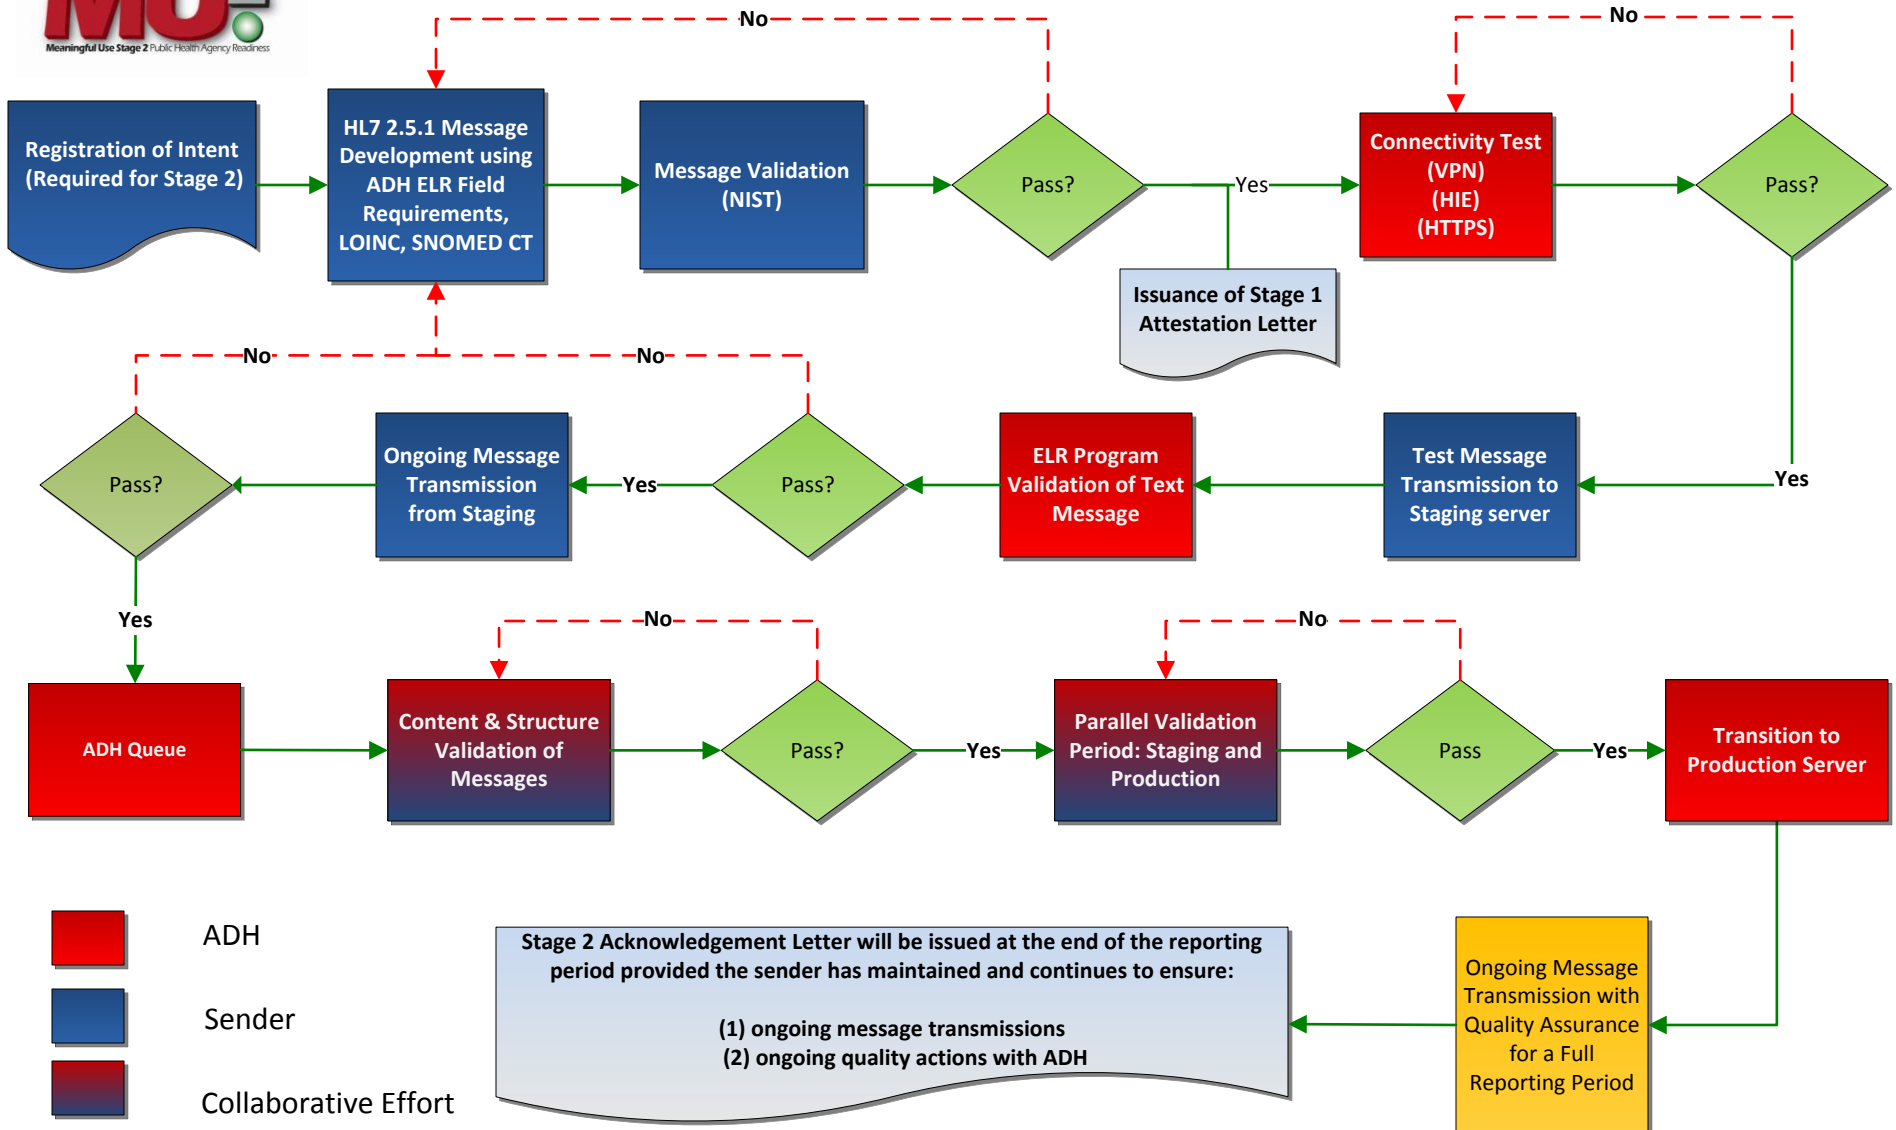 MU
Meaningful Use Stage 2 Public Health Agency Readiness
No
No
Registration of Intent
(Required for Stage 2)
HL7 2.5.1 Message
Development using
ADH ELR Field
Requirements,
LOINC, SNOMED CT
Message Validation
(NIST)
Pass?
Yes
Connectivity Test
(VPN)
(HIE)
(HTTPS)
Pass?
Issuance of Stage 1
Attestation Letter
No
No
Pass?
Ongoing Message
Transmission
from Staging
Yes
Pass?
ELR Program
Validation of Text
Message
Test Message
Transmission to
Staging server
Yes
Yes
No
No
ADH Queue
Content & Structure
Validation of
Messages
Pass?
Yes
Parallel Validation
Period: Staging and
Production
Pass
Yes
Transition to
Production Server
ADH
Sender
Collaborative Effort
Stage 2 Acknowledgement Letter will be issued at the end of the reporting
period provided the sender has maintained and continues to ensure:
(1) ongoing message transmissions
(2) ongoing quality actions with ADH
Ongoing Message
Transmission with
Quality Assurance
for a Full
Reporting Period